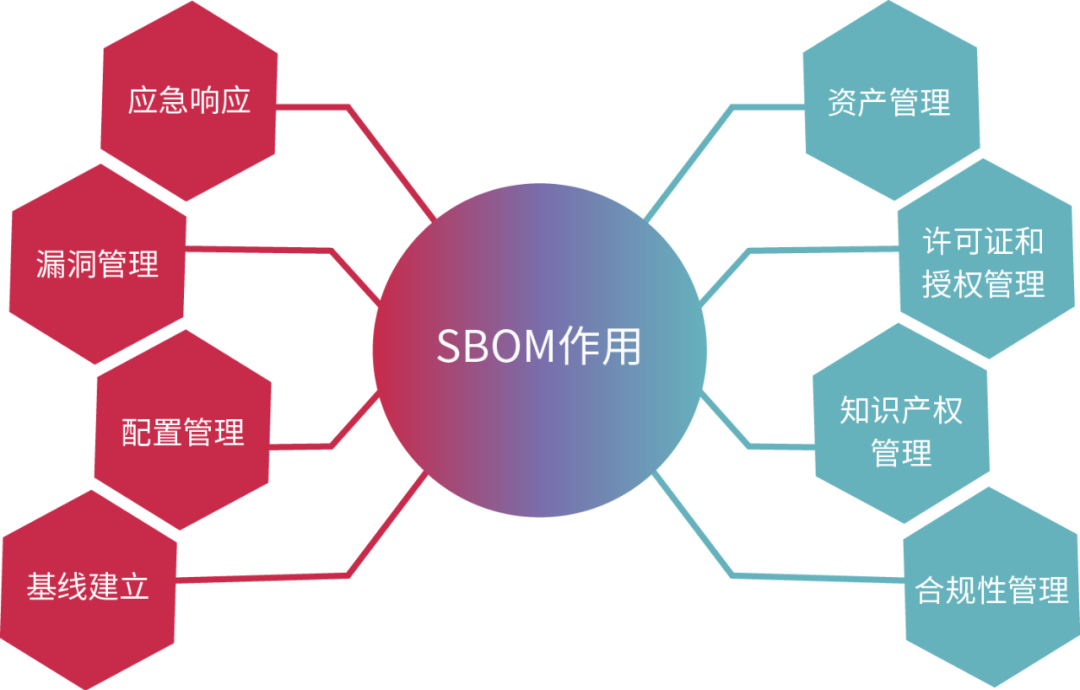 应急响应
漏洞管理
配置管理
基线建立
SBOM作用
资产管理
许可证和
授权管理
知识产权
管理
合规性管理